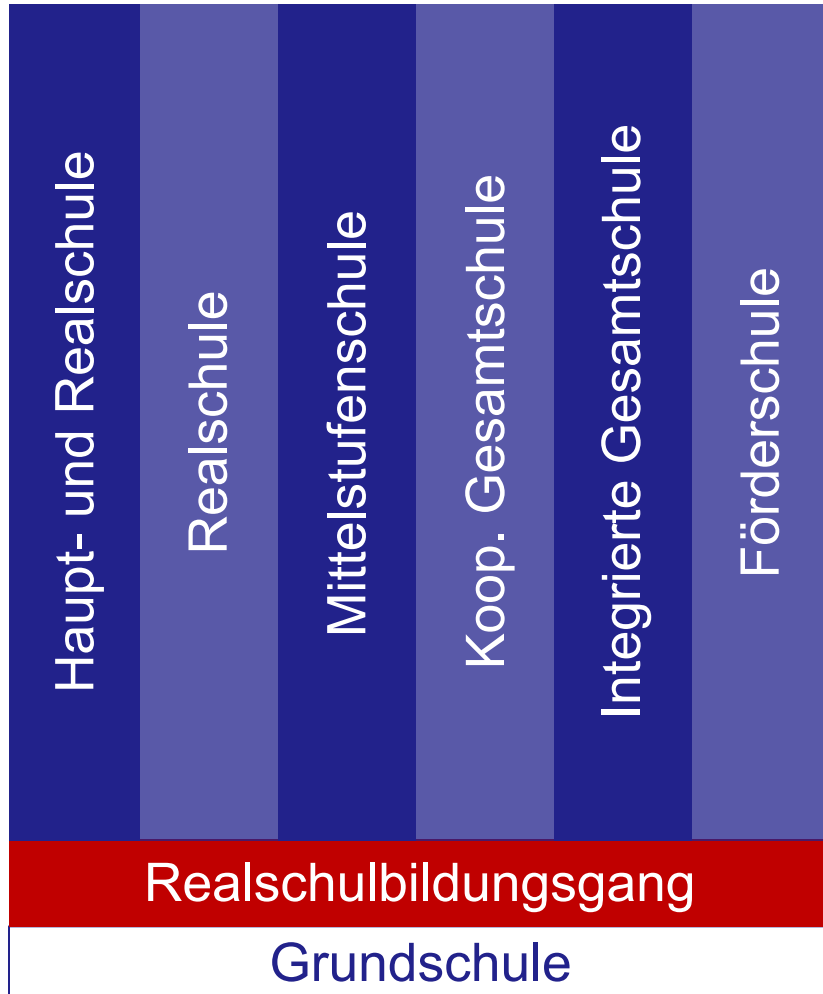 Haupt- und Realschule
Realschule
Mittelstufenschule
Koop. Gesamtschule
Integrierte Gesamtschule
Förderschule
Realschulbildungsgang
Grundschule